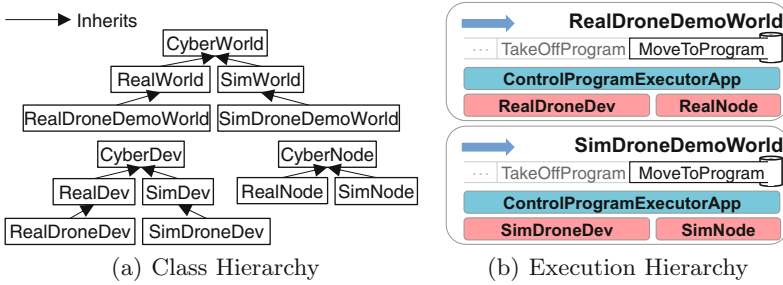 Inherits
CyberWorld
RealWorld SimWorld
RealDroneDemoWorld SimDroneDemoWorld
CyberDev CyberNode
RealDev SimDev RealNode SimNode
RealDroneDev SimDroneDev
(a) Class Hierarchy
RealDroneDemoWorld
··· TakeOffProgram MoveToProgram
ControlProgramExecutorApp
RealDroneDev RealNode
SimDroneDemoWorld
··· TakeOffProgram MoveToProgram
ControlProgramExecutorApp
SimDroneDev SimNode
(b) Execution Hierarchy